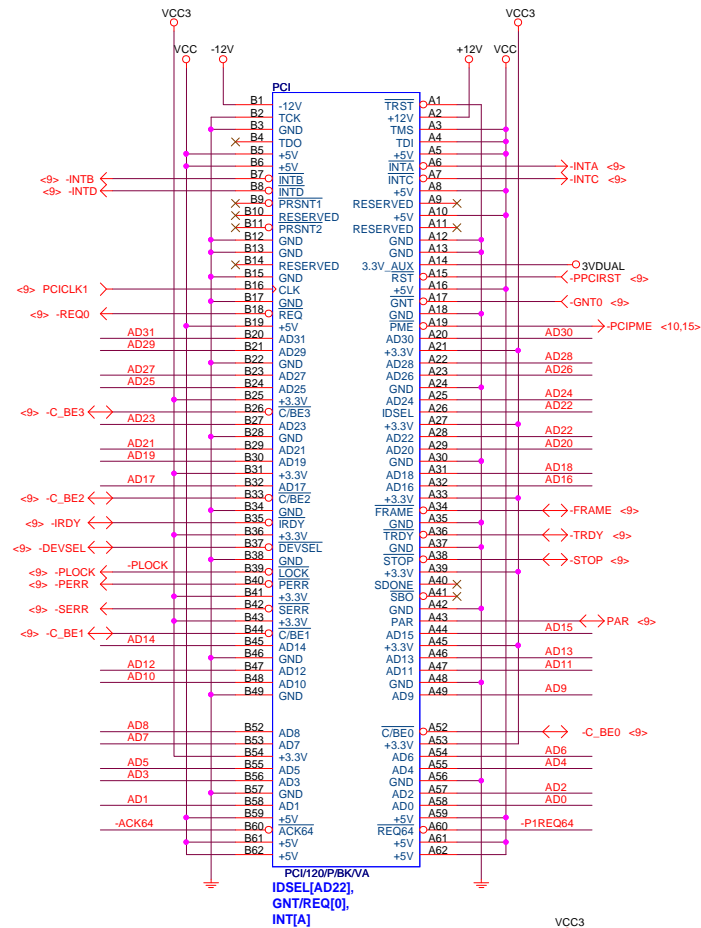 VCC3 VCC3
VCC -12V +12V VCC
PCI
B1 -12V TRST A1
B2 TCK +12V A2
B3 GND TMS A3
B4 TDO TDI A4
B5 +5V +5V A5
B6 +5V INTA A6 -INTA <9>
<9> -INTB B7 INTB INTC A7 -INTC <9>
<9> -INTD B8 INTD +5V A8
B9 PRSNT1 RESERVED A9
B10 RESERVED +5V A10
B11 PRSNT2 RESERVED A11
B12 GND GND A12
B13 GND GND A13
B14 RESERVED 3.3V_AUX A14 3VDUAL
B15 GND RST A15 -PPCIRST <9>
<9> PCICLK1 B16 CLK +5V A16
B17 GND GNT A17 -GNT0 <9>
<9> -REQ0 B18 REQ GND A18
B19 +5V PME A19 -PCIPME <10,15>
AD31 B20 AD31 AD30 A20 AD30
AD29 B21 AD29 +3.3V A21
B22 GND AD28 A22 AD28
AD27 B23 AD27 AD26 A23 AD26
AD25 B24 AD25 GND A24
B25 +3.3V AD24 A24 AD24
<9> -C_BE3 B26 C/BE3 IDSEL A26 AD22
AD23 B27 AD23 +3.3V A27
B28 GND AD22 A28 AD22
AD21 B29 AD21 AD20 A29 AD20
AD19 B30 AD19 GND A30
B31 +3.3V AD18 A31 AD18
AD17 B32 AD17 AD16 A32 AD16
<9> -C_BE2 B33 C/BE2 +3.3V A33
B34 GND FRAME A34 -FRAME <9>
<9> -IRDY B35 IRDY GND A35
B36 +3.3V TRDY A36 -TRDY <9>
<9> -DEVSEL B37 DEVSEL GND A37
B38 GND STOP A38 -STOP <9>
<9> -PLOCK -PLOCK B39 LOCK +3.3V A39
<9> -PERR B40 PERR SDONE A40
B41 +3.3V SBO A41
<9> -SERR B42 SERR GND A42
B43 +3.3V PAR A43 PAR <9>
<9> -C_BE1 B44 C/BE1 AD15 A44 AD15
AD14 B45 AD14 +3.3V A45
B46 GND AD13 A46 AD13
AD12 B47 AD12 AD11 A47 AD11
AD10 B48 AD10 GND A48
B49 GND AD9 A49 AD9
AD8 B52 AD8 C/BE0 A52 -C_BE0 <9>
AD7 B53 AD7 +3.3V A53
B54 +3.3V AD6 A54 AD6
AD5 B55 AD5 AD4 A55 AD4
AD3 B56 AD3 GND A56
B57 GND AD2 A57 AD2
AD1 B58 AD1 AD0 A58 AD0
B59 +5V +5V A59
-ACK64 B60 ACK64 REQ64 A60 -P1REQ64
B61 +5V +5V A61
B62 +5V +5V A62
PCI/120/P/BK/VA
IDSEL[AD22],
GNT/REQ[0],
INT[A]
VCC3